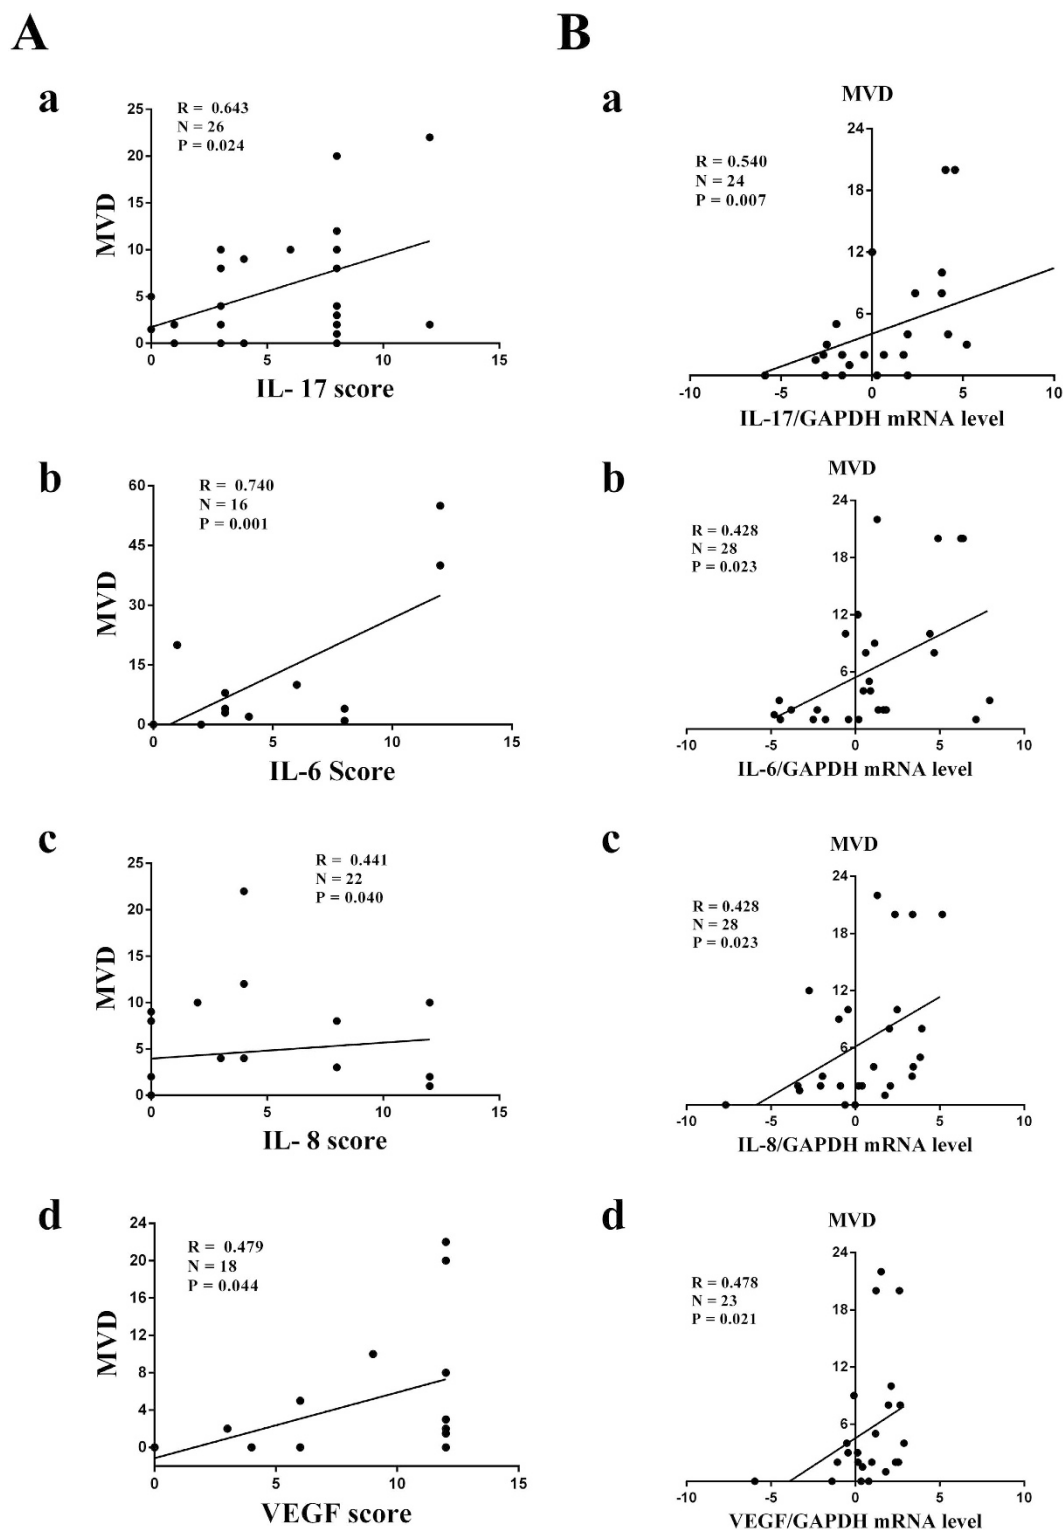 A
B
a
R = 0.643
N = 26
P = 0.024
25
20
15
10
5
0
MVD
0 5 10 15
IL- 17 score
a
MVD
R = 0.540
N = 24
P = 0.007
24
18
12
6
-10 -5 0 5 10
IL-17/GAPDH mRNA level
b
R = 0.740
N = 16
P = 0.001
60
45
30
15
0
MVD
0 5 10 15
IL-6 Score
b
MVD
R = 0.428
N = 28
P = 0.023
24
18
12
6
-10 -5 0 5 10
IL-6/GAPDH mRNA level
c
R = 0.441
N = 22
P = 0.040
25
20
15
10
5
0
MVD
0 5 10 15
IL- 8 score
c
MVD
R = 0.428
N = 28
P = 0.023
24
18
12
6
-10 -5 0 5 10
IL-8/GAPDH mRNA level
d
R = 0.479
N = 18
P = 0.044
24
20
16
12
8
4
0
MVD
0 5 10 15
VEGF score
d
MVD
R = 0.478
N = 23
P = 0.021
24
18
12
6
-10 -5 0 5 10
VEGF/GAPDH mRNA level